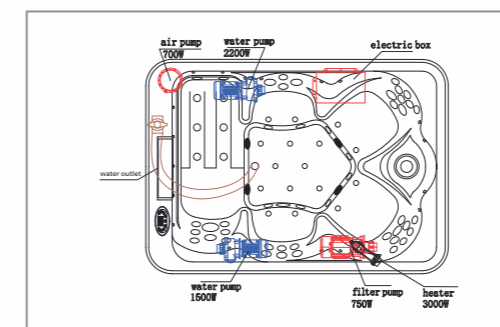 air pump
700W
water pump
2200W
electric box
water outlet
water pump
1500W
filter pump
750W
heater
3000W